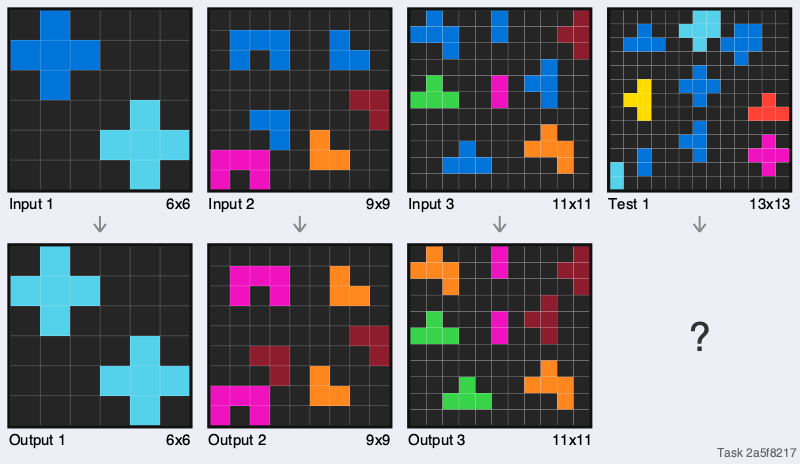 Input 1 6x6
Input 2 9x9
Input 3 11x11
Test 1 13x13
?
Output 1 6x6
Output 2 9x9
Output 3 11x11
Task 2a5f8217